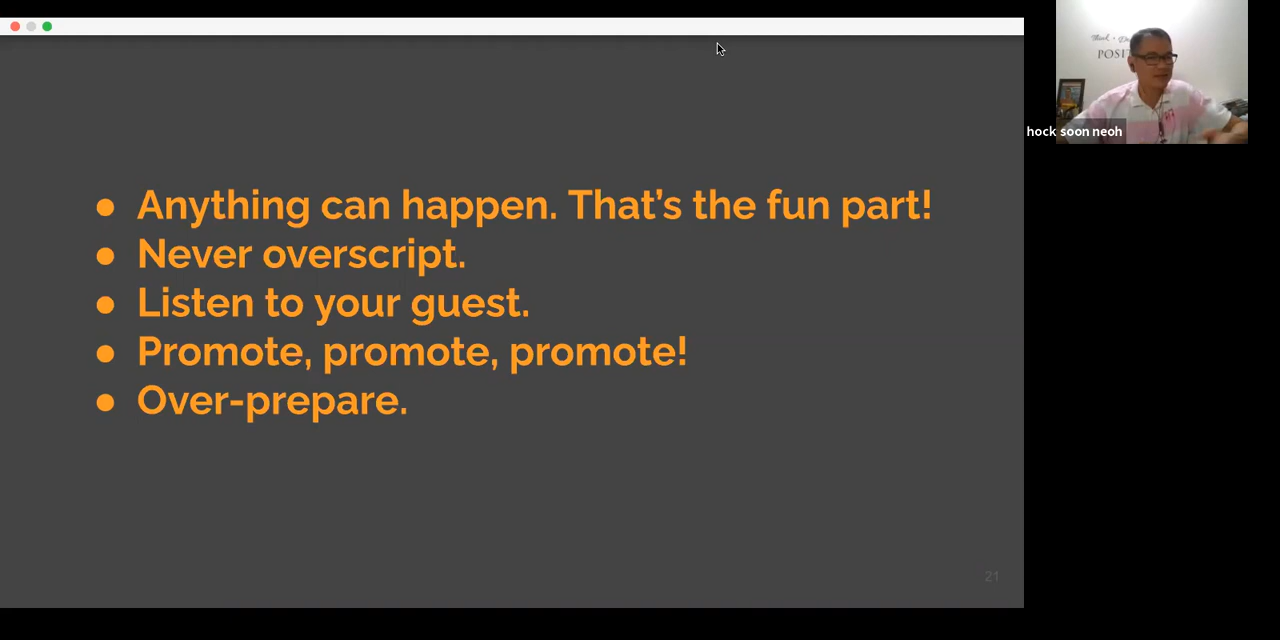 ● Anything can happen. That's the fun part!
● Never overscript.
● Listen to your guest.
● Promote, promote, promote!
● Over-prepare.
21
POSIT
hock soon neoh